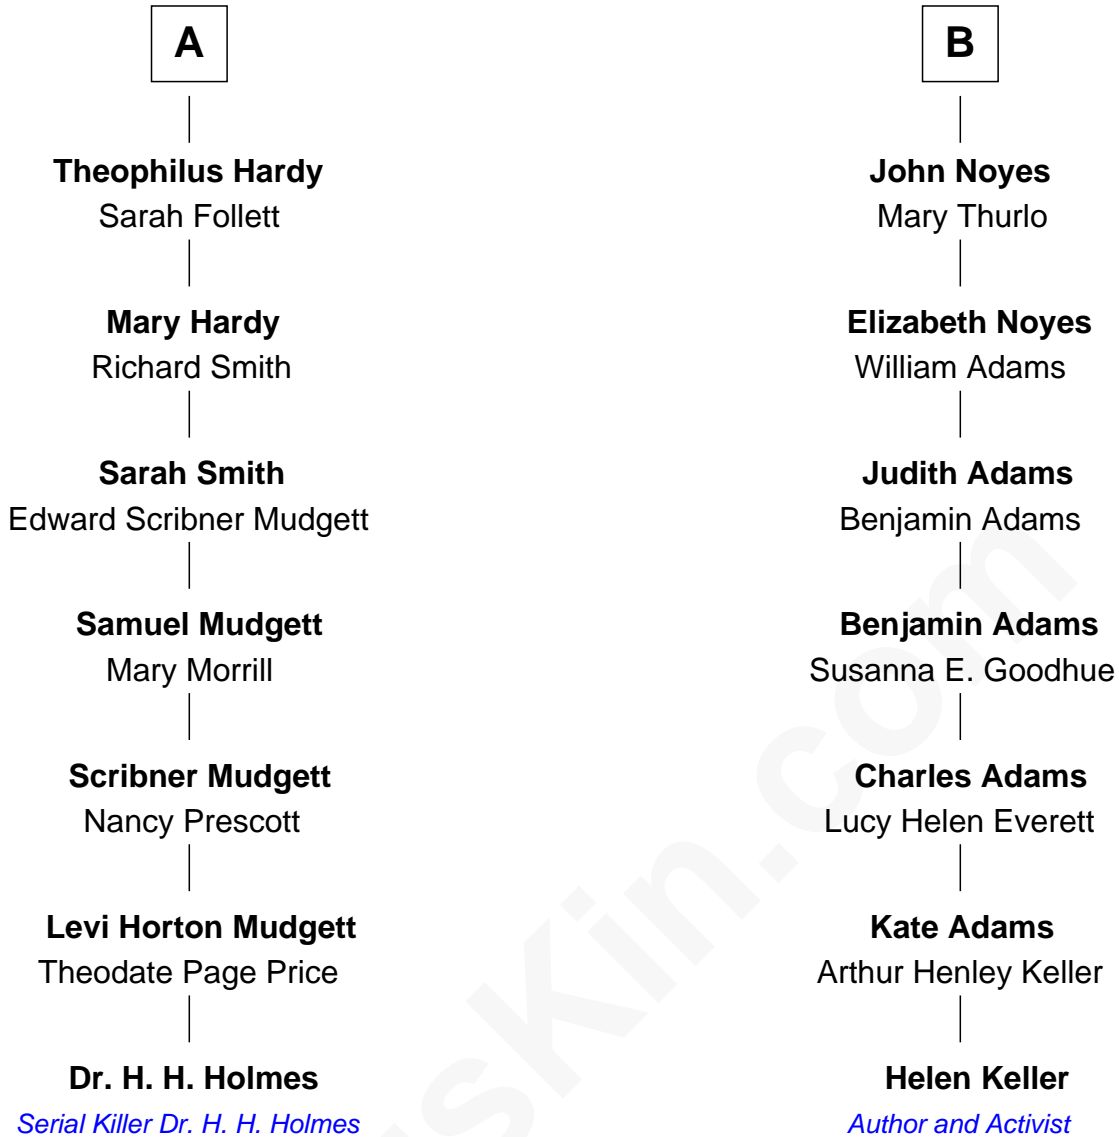 A
Theophilus Hardy
Sarah Follett
Mary Hardy
Richard Smith
Sarah Smith
Edward Scribner Mudgett
Samuel Mudgett
Mary Morrill
Scribner Mudgett
Nancy Prescott
Levi Horton Mudgett
Theodate Page Price
Dr. H. H. Holmes
Serial Killer Dr. H. H. Holmes
B
John Noyes
Mary Thurlo
Elizabeth Noyes
William Adams
Judith Adams
Benjamin Adams
Benjamin Adams
Susanna E. Goodhue
Charles Adams
Lucy Helen Everett
Kate Adams
Arthur Henley Keller
Helen Keller
Author and Activist
usKin.com